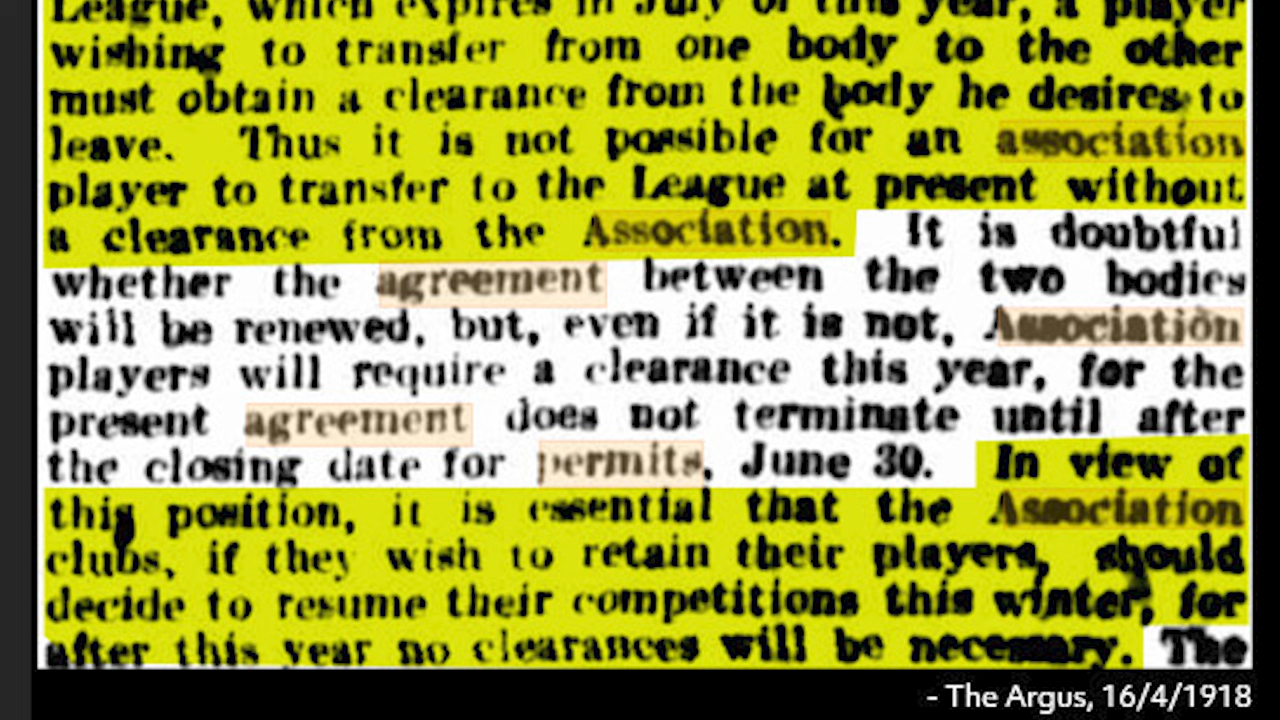 League, which expires in July of this year, a player
wishing to transfer from one body to the other
must obtain a clearance from the body he desires to
leave. Thus it is not possible for an association
player to transfer to the League at present without
a clearance from the Association. It is doubtful
whether the agreement between the two bodies
will be renewed, but, even if it is not, Association
players will require a clearance this year, for the
present agreement does not terminate until after
the closing date for permits, June 30. In view of
this position, it is essential that the Association
clubs, if they wish to retain their players, should
decide to resume their competitions this winter, for
after this year no clearances will be necessary. The
- The Argus, 16/4/1918